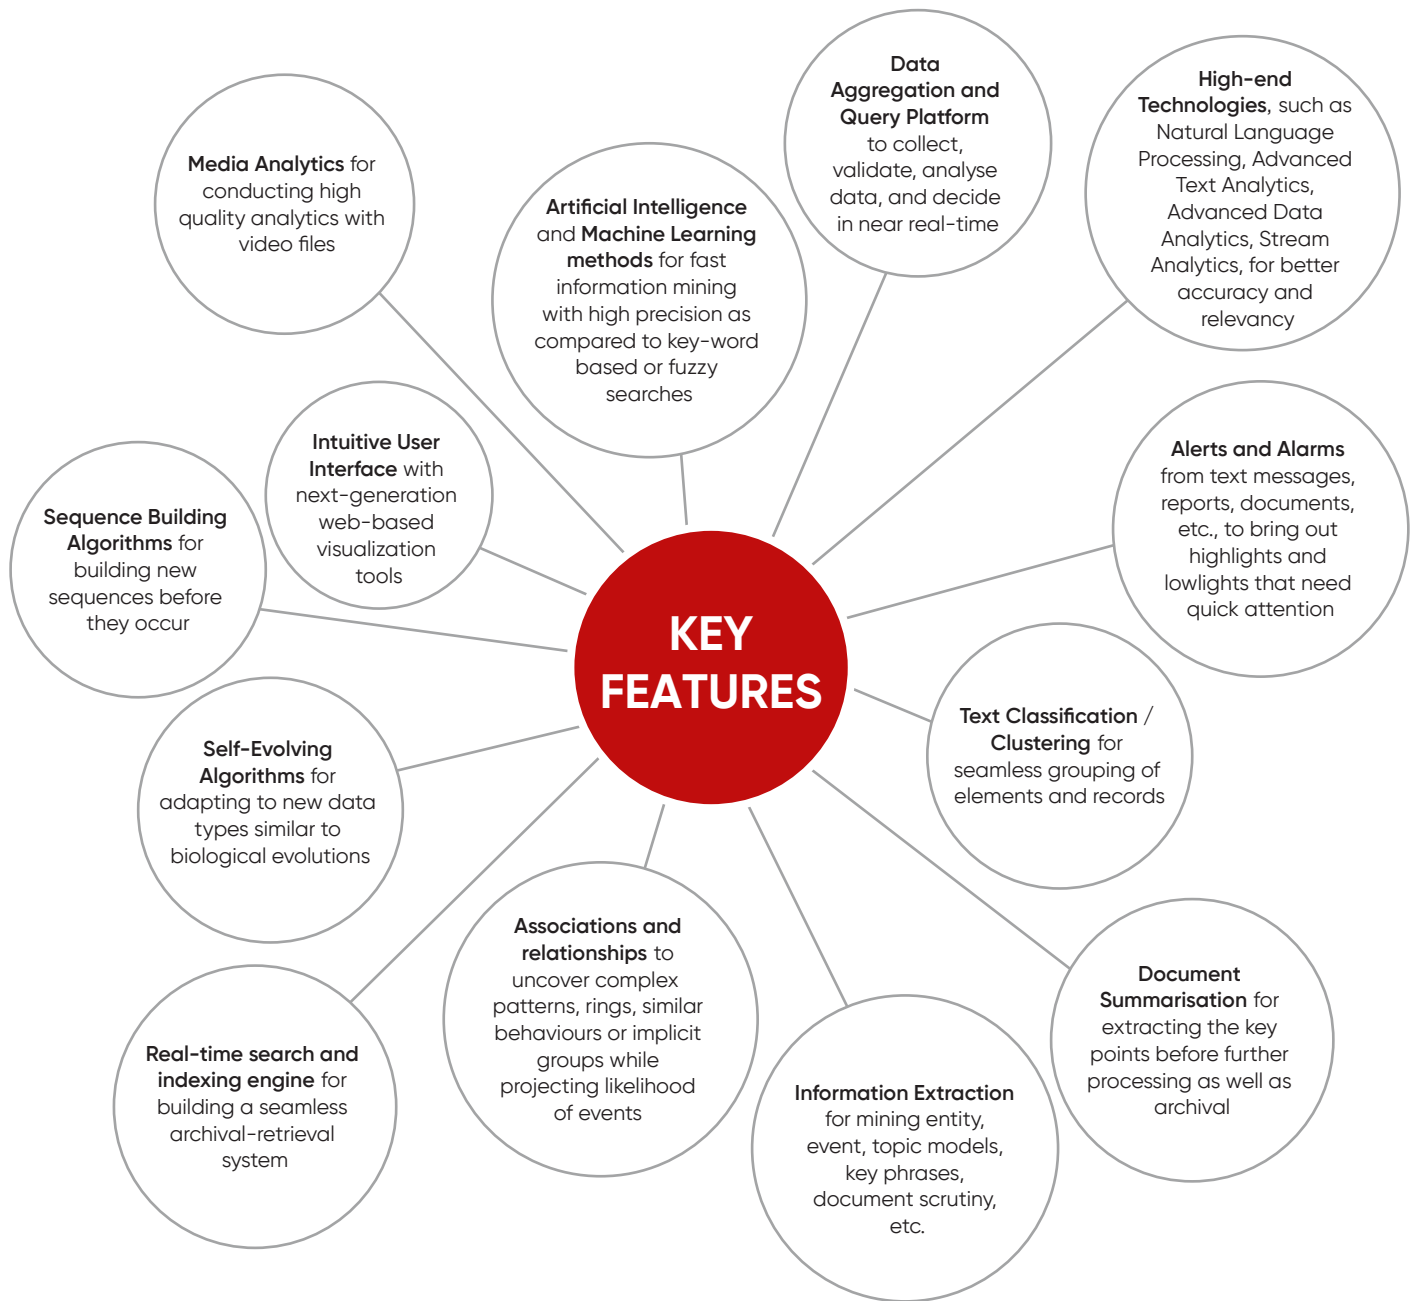 Media Analytics for
conducting high
quality analytics with
video files
Artificial Intelligence
and Machine Learning
methods for fast
information mining
with high precision as
compared to key-word
based or fuzzy
searches
Data
Aggregation and
Query Platform
to collect,
validate, analyse
data, and decide
in near real-time
High-end
Technologies, such as
Natural Language
Processing, Advanced
Text Analytics,
Advanced Data
Analytics, Stream
Analytics, for better
accuracy and
relevancy
Intuitive User
Interface with
next-generation
web-based
visualization
tools
Alerts and Alarms
from text messages,
reports, documents,
etc., to bring out
highlights and
lowlights that need
quick attention
Sequence Building
Algorithms for
building new
sequences before
they occur
KEY
FEATURES
Text Classification /
Clustering for
seamless grouping of
elements and records
Self-Evolving
Algorithms for
adapting to new data
types similar to
biological evolutions
Associations and
relationships to
uncover complex
patterns, rings, similar
behaviours or implicit
groups while
projecting likelihood
of events
Document
Summarisation for
extracting the key
points before further
processing as well as
archival
Real-time search and
indexing engine for
building a seamless
archival-retrieval
system
Information Extraction
for mining entity,
event, topic models,
key phrases,
document scrutiny,
etc.